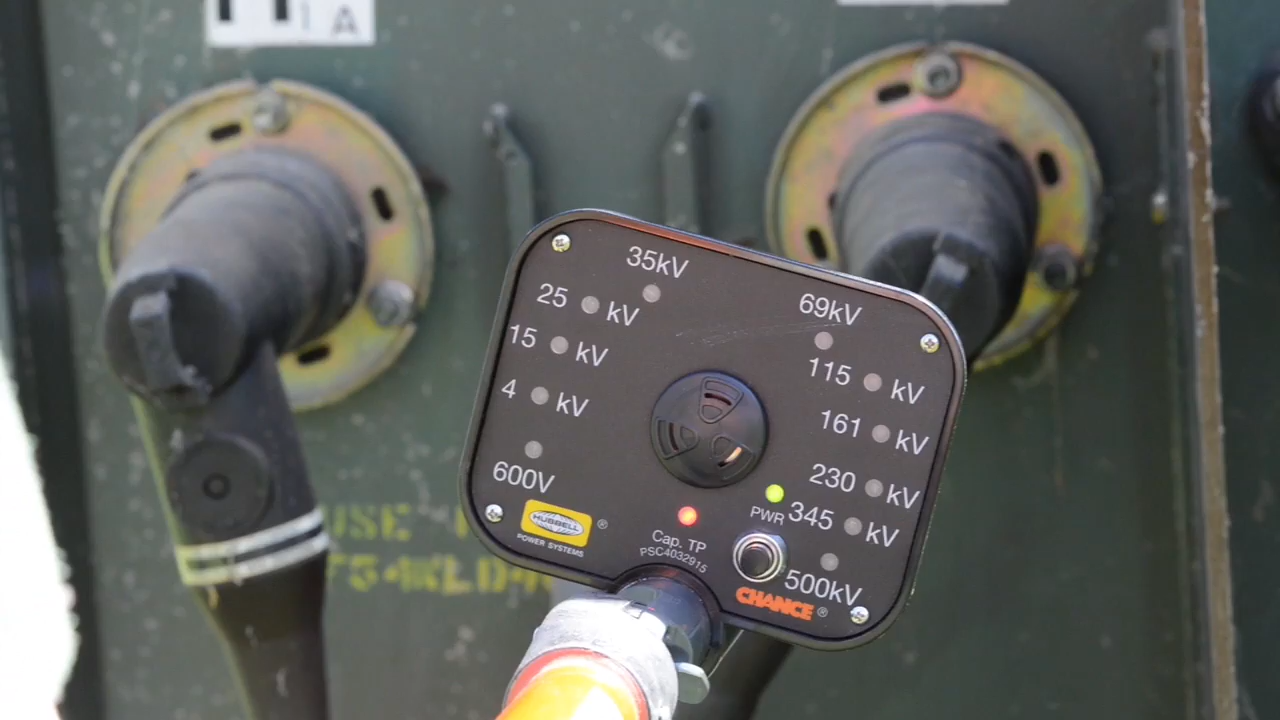 A
35kV
25 kV
15 kV
4 kV
600V
69kV
115 kV
161 kV
230 kV
345 kV
500kV
PWR
HUBBELL ®
POWER SYSTEMS
Cap. TP
PSC4032915
CHANCE ®
USE